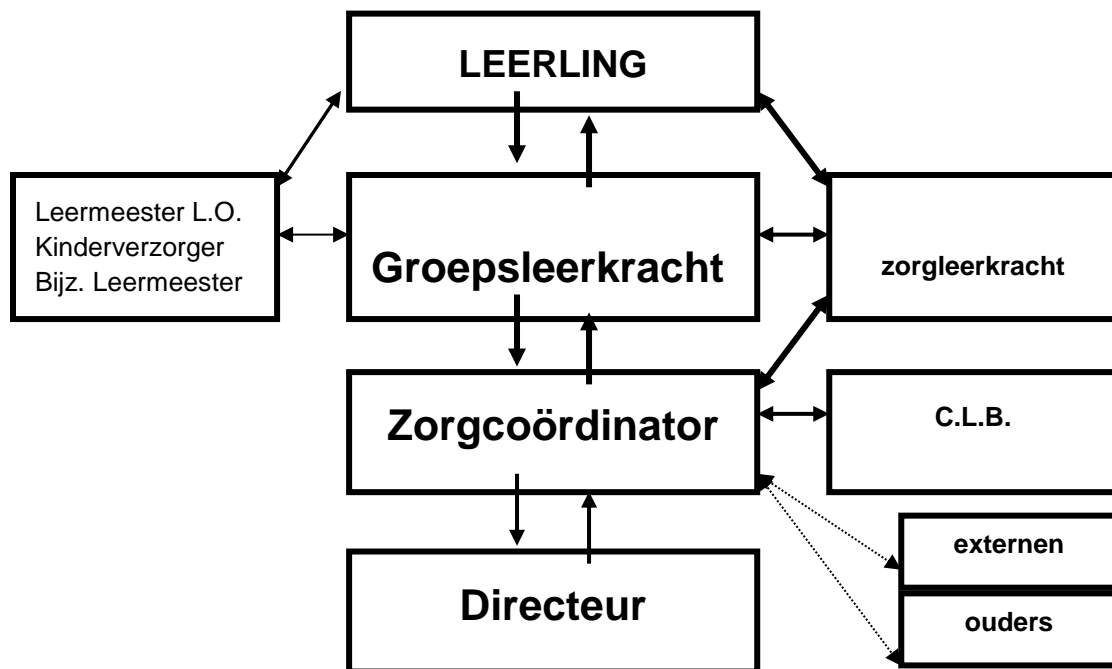 LEERLING
Leermeester L.O.
Kinderverzorger
Bijz. Leermeester
Groepsleerkracht
zorgleerkracht
Zorgcoördinator
C.L.B.
externen
Directeur
ouders